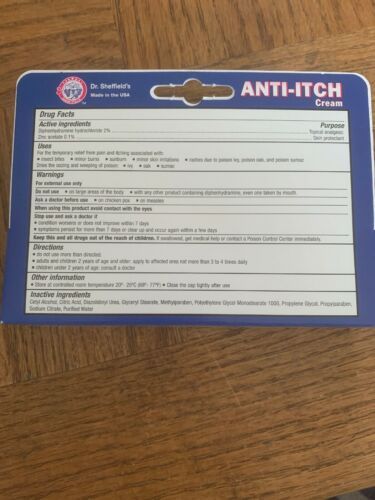 Dr. Sheffield's
Made in the USA
ANTI-ITCH
Cream
Drug Facts
Active ingredients Purpose
Diphenhydramine hydrochloride 2% Topical analgesic
Zinc acetate 0.1% Skin protectant
Uses
For the temporary relief from pain and itching associated with:
• insect bites • minor burns • sunburn • minor skin irritations • rashes due to poison ivy, poison oak, and poison sumac
Dries the oozing and weeping of poison: • ivy • oak • sumac
Warnings
For external use only
Do not use • on large areas of the body • with any other product containing diphenhydramine, even one taken by mouth.
Ask a doctor before use • on chicken pox • on measles
When using this product avoid contact with the eyes
Stop use and ask a doctor if
• condition worsens or does not improve within 7 days
• symptoms persist for more than 7 days or clear up and occur again within a few days
Keep this and all drugs out of the reach of children. If swallowed, get medical help or contact a Poison Control Center immediately.
Directions
• do not use more than directed.
• adults and children 2 years of age and older: apply to affected area not more than 3 to 4 times daily
• children under 2 years of age: consult a doctor
Other information
• Store at controlled room temperature 20°- 25°C (68°- 77°F) • Close the cap tightly after use
Inactive ingredients
Cetyl Alcohol, Citric Acid, Diazolidinyl Urea, Glyceryl Stearate, Methylparaben, Polyethylene Glycol Monostearate 1000, Propylene Glycol, Propylparaben,
Sodium Citrate, Purified Water